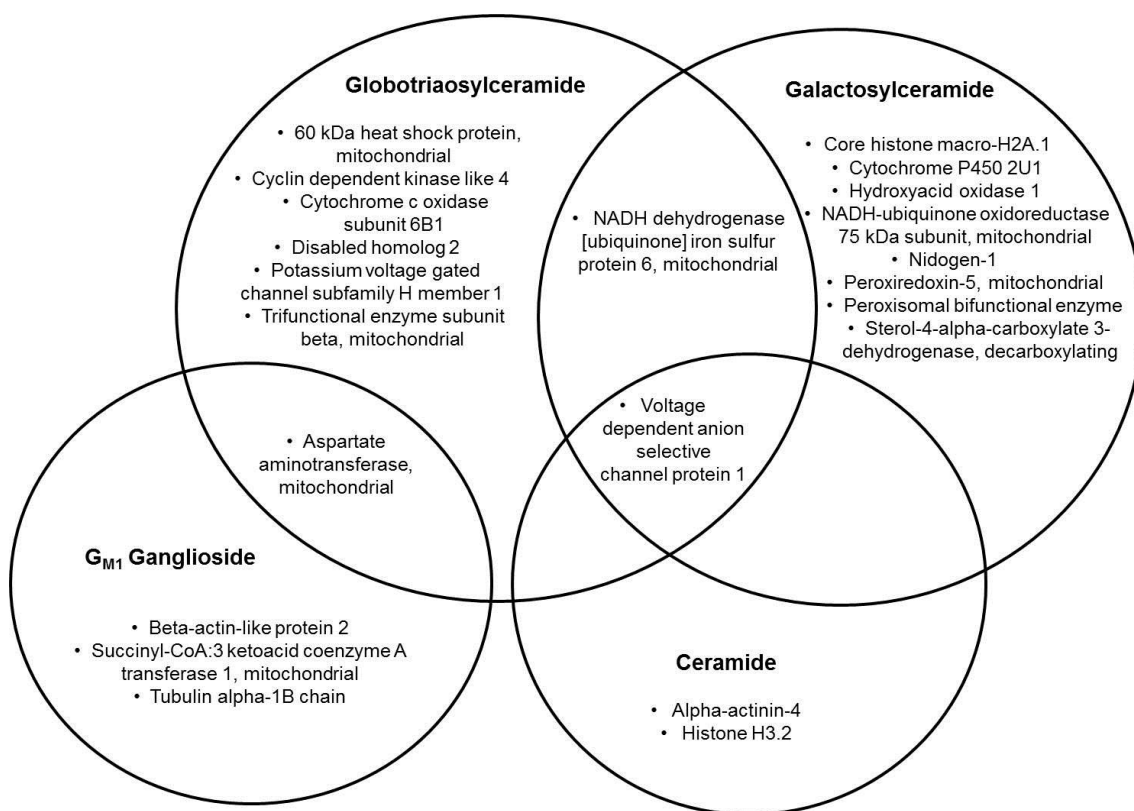 Globotriaosylceramide
• 60 kDa heat shock protein,
mitochondrial
• Cyclin dependent kinase like 4
• Cytochrome c oxidase
subunit 6B1
• Disabled homolog 2
• Potassium voltage gated
channel subfamily H member 1
• Trifunctional enzyme subunit
beta, mitochondrial
• NADH dehydrogenase
[ubiquinone] iron sulfur
protein 6, mitochondrial
Galactosylceramide
• Core histone macro-H2A.1
• Cytochrome P450 2U1
• Hydroxyacid oxidase 1
• NADH-ubiquinone oxidoreductase
75 kDa subunit, mitochondrial
• Nidogen-1
• Peroxiredoxin-5, mitochondrial
• Peroxisomal bifunctional enzyme
• Sterol-4-alpha-carboxylate 3-
dehydrogenase, decarboxylating
• Aspartate
aminotransferase,
mitochondrial
• Voltage
dependent anion
selective
channel protein 1
GM1 Ganglioside
• Beta-actin-like protein 2
• Succinyl-CoA:3 ketoacid coenzyme A
transferase 1, mitochondrial
• Tubulin alpha-1B chain
Ceramide
• Alpha-actinin-4
• Histone H3.2